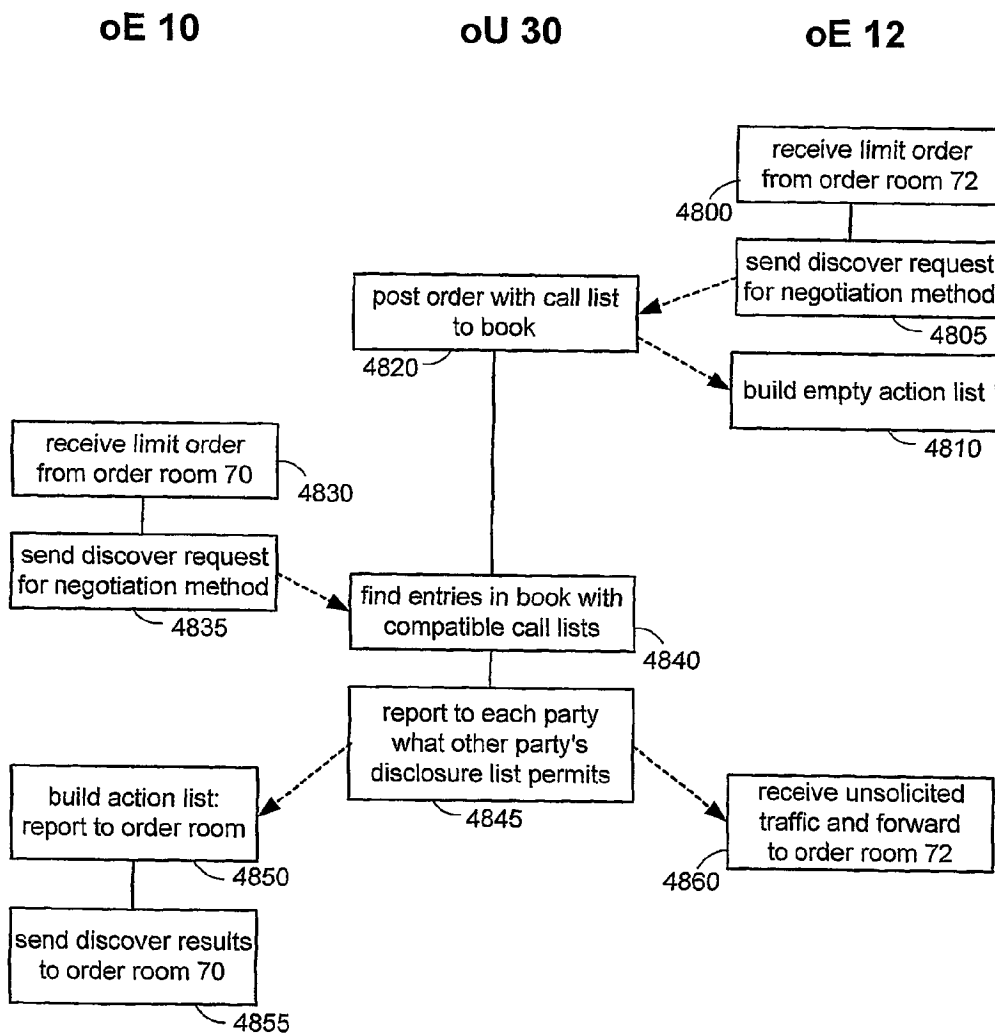 oE 10
oU 30
oE 12
receive limit order
from order room 72
4800
send discover request
for negotiation method
4805
post order with call list
to book
4820
build empty action list
4810
receive limit order
from order room 70
4830
send discover request
for negotiation method
4835
find entries in book with
compatible call lists
4840
report to each party
what other party's
disclosure list permits
4845
build action list:
report to order room
4850
receive unsolicited
traffic and forward
to order room 72
4860
send discover results
to order room 70
4855